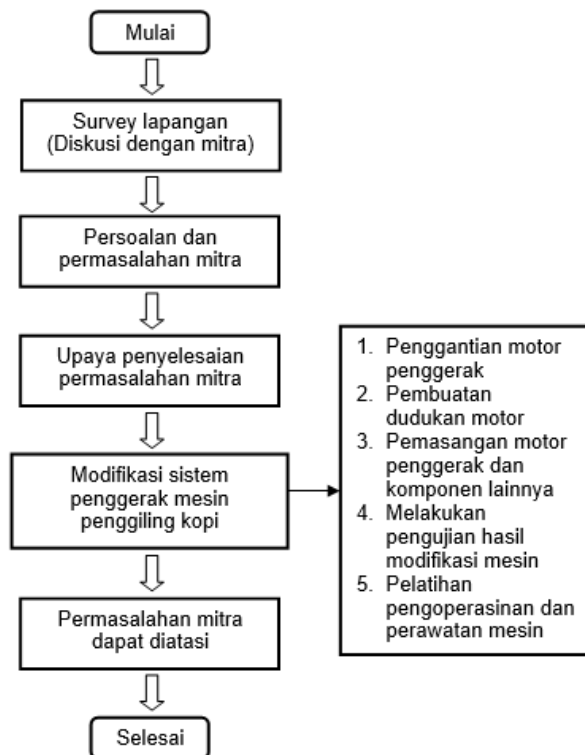 Mulai
Survey lapangan
(Diskusi dengan mitra)
Persoalan dan
permasalahan mitra
Upaya penyelesaian
permasalahan mitra
Modifikasi sistem
penggerak mesin
penggiling kopi
1. Penggantian motor
penggerak
2. Pembuatan
dudukan motor
3. Pemasangan motor
penggerak dan
komponen lainnya
4. Melakukan
pengujian hasil
modifikasi mesin
5. Pelatihan
pengoperasinan dan
perawatan mesin
Permasalahan mitra
dapat diatasi
Selesai